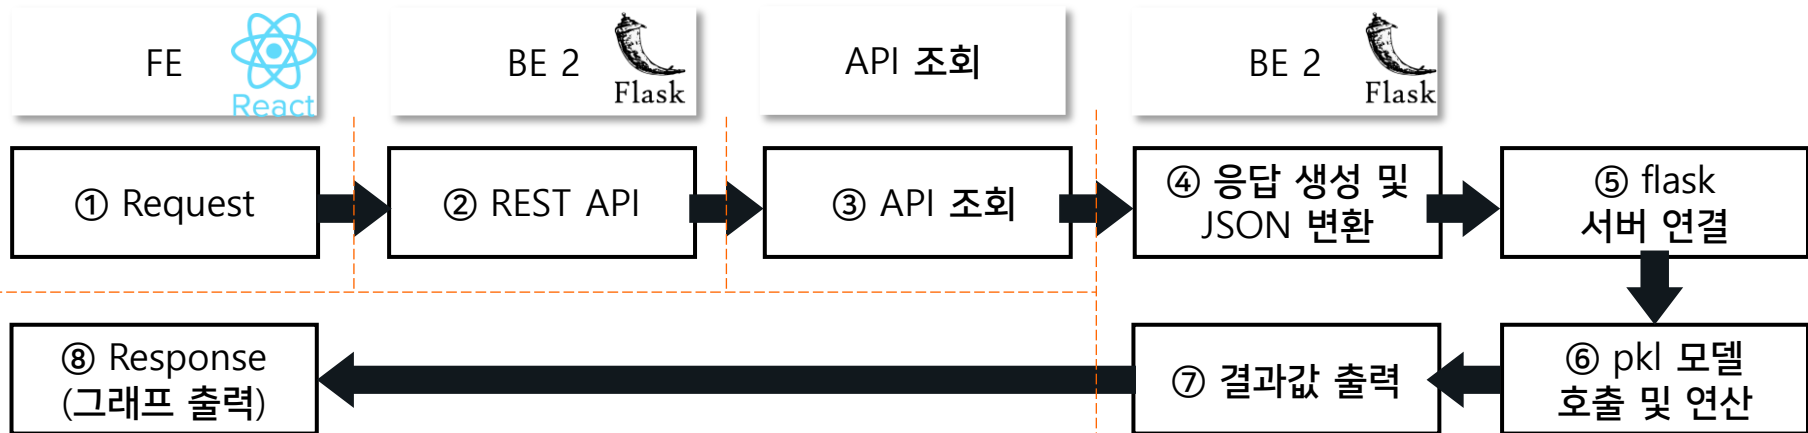 FE
React
BE 2
Flask
API 조회
BE 2
Flask
① Request
② REST API
③ API 조회
④ 응답 생성 및
JSON 변환
⑤ flask
서버 연결
⑧ Response
(그래프 출력)
⑦ 결과값 출력
⑥ pkl 모델
호출 및 연산